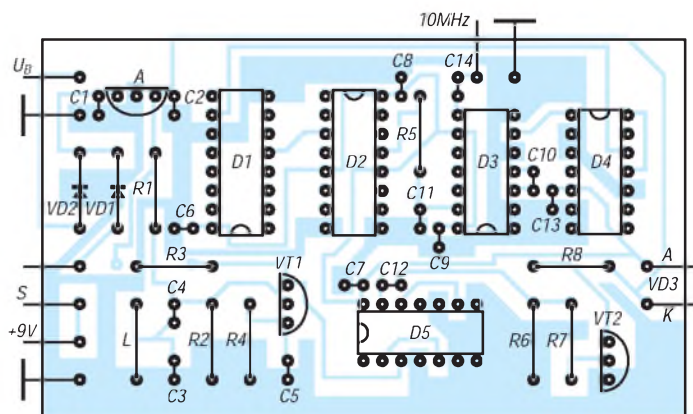 10MHz
U_B
C1
A
C2
C8
C14
D1
D2
R5
D3
C10
D4
VD2
VD1
R1
C6
C11
C13
C9
R3
VT1
R8
A
VD3
S
C4
C7
C12
K
+9V
L
R2
R4
D5
R6
R7
VT2
C3
C5